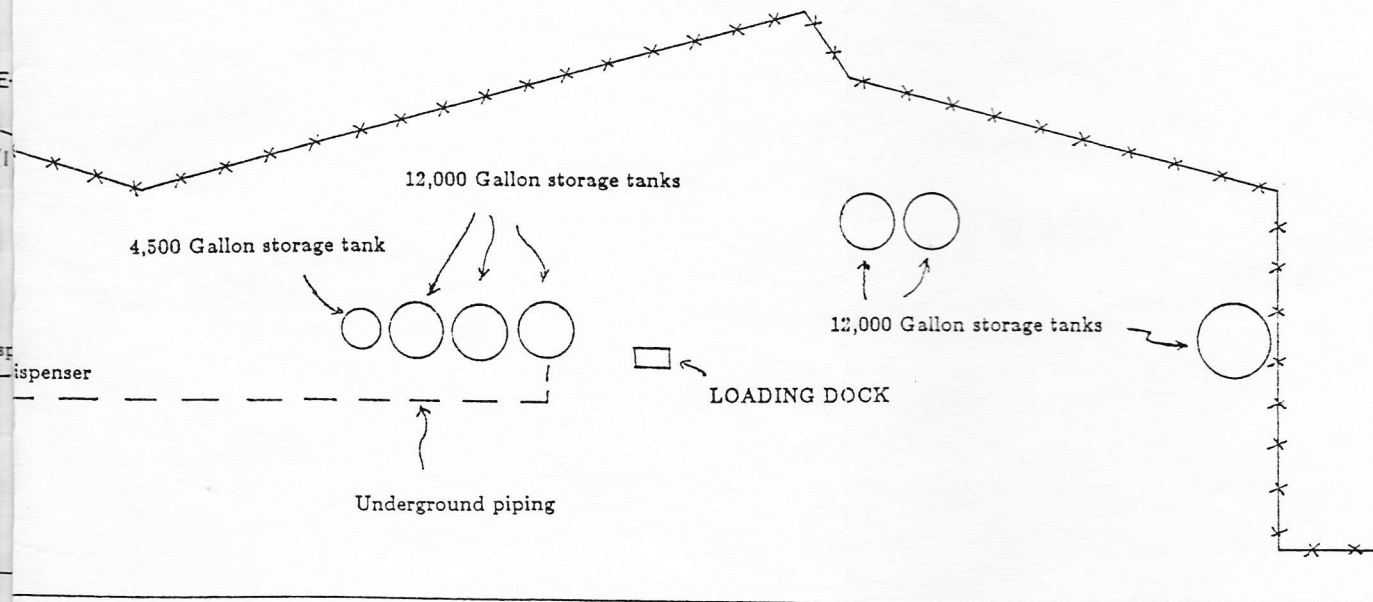 12,000 Gallon storage tanks
4,500 Gallon storage tank
12,000 Gallon storage tanks
ispenser
LOADING DOCK
Underground piping